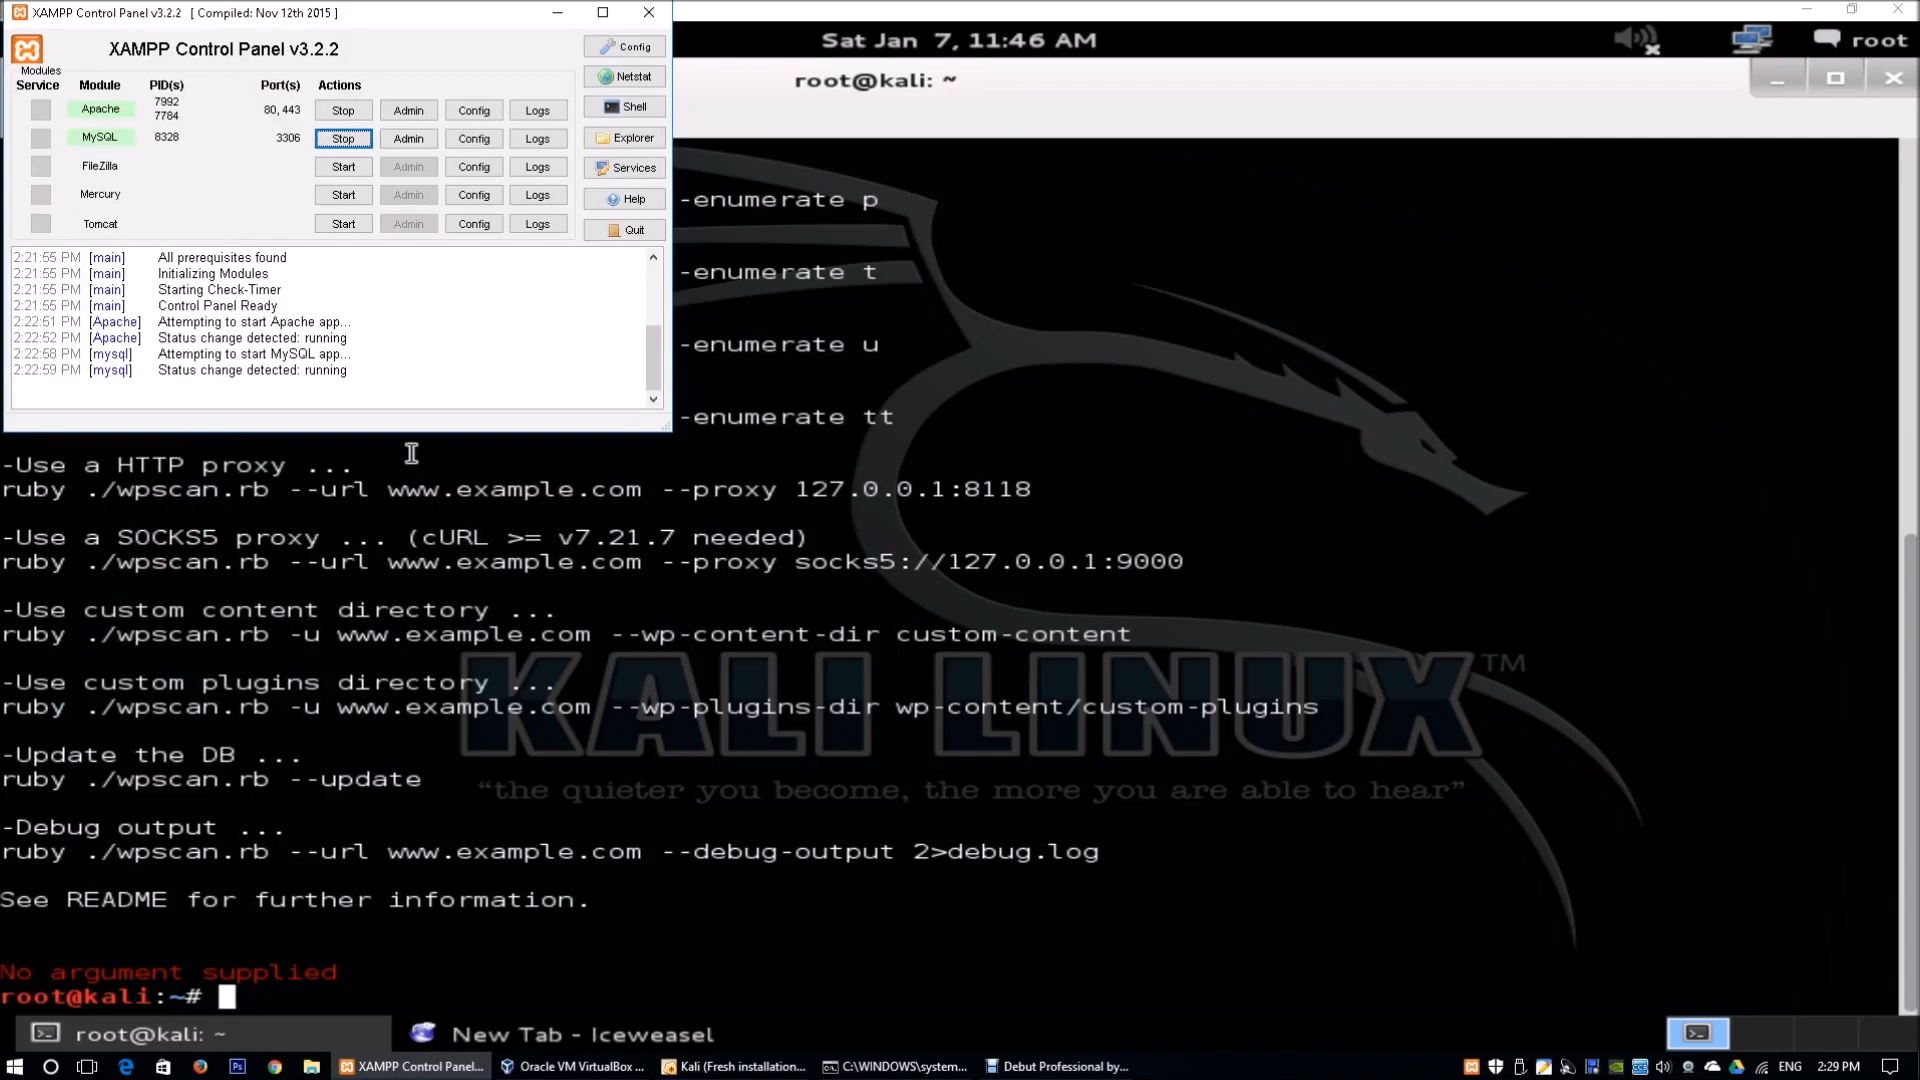 XAMPP Control Panel v3.2.2 [ Compiled: Nov 12th 2015 ]
XAMPP Control Panel v3.2.2
Config
Modules
Service Module PID(s) Port(s) Actions
Netstat
Apache 7992 7784 80, 443 Stop Admin Config Logs
Shell
MySQL 8328 3306 Stop Admin Config Logs
Explorer
FileZilla Start Admin Config Logs
Services
Mercury Start Admin Config Logs
Help
Tomcat Start Admin Config Logs
Quit
2:21:55 PM [main] All prerequisites found
2:21:55 PM [main] Initializing Modules
2:21:55 PM [main] Starting Check-Timer
2:21:55 PM [main] Control Panel Ready
2:22:51 PM [Apache] Attempting to start Apache app...
2:22:52 PM [Apache] Status change detected: running
2:22:58 PM [mysql] Attempting to start MySQL app...
2:22:59 PM [mysql] Status change detected: running
Sat Jan 7, 11:46 AM
root
root@kali: ~
-enumerate p
-enumerate t
-enumerate u
-enumerate tt
-Use a HTTP proxy ...
ruby ./wpscan.rb --url www.example.com --proxy 127.0.0.1:8118
-Use a SOCKS5 proxy ... (cURL >= v7.21.7 needed)
ruby ./wpscan.rb --url www.example.com --proxy socks5://127.0.0.1:9000
-Use custom content directory ...
ruby ./wpscan.rb -u www.example.com --wp-content-dir custom-content
-Use custom plugins directory ...
ruby ./wpscan.rb -u www.example.com --wp-plugins-dir wp-content/custom-plugins
-Update the DB ...
ruby ./wpscan.rb --update
-Debug output ...
ruby ./wpscan.rb --url www.example.com --debug-output 2>debug.log
See README for further information.
No argument supplied
root@kali:~#
KALI LINUX™
“the quieter you become, the more you are able to hear”
root@kali: ~
New Tab - Iceweasel
XAMPP Control Panel...
Oracle VM VirtualBox ...
Kali (Fresh installation...
C:\WINDOWS\system...
Debut Professional by...
ENG
2:29 PM